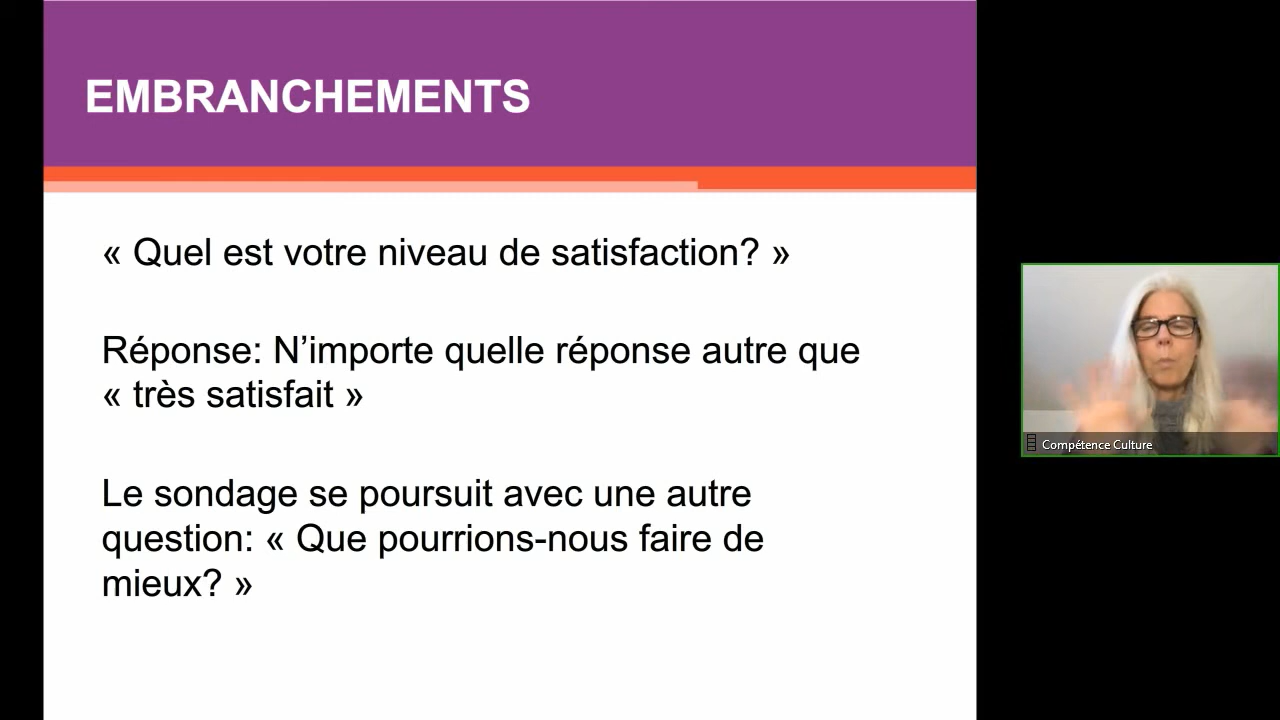 EMBRANCHEMENTS
« Quel est votre niveau de satisfaction? »
Réponse: N’importe quelle réponse autre que
« très satisfait »
Le sondage se poursuit avec une autre
question: « Que pourrions-nous faire de
mieux? »
Compétence Culture